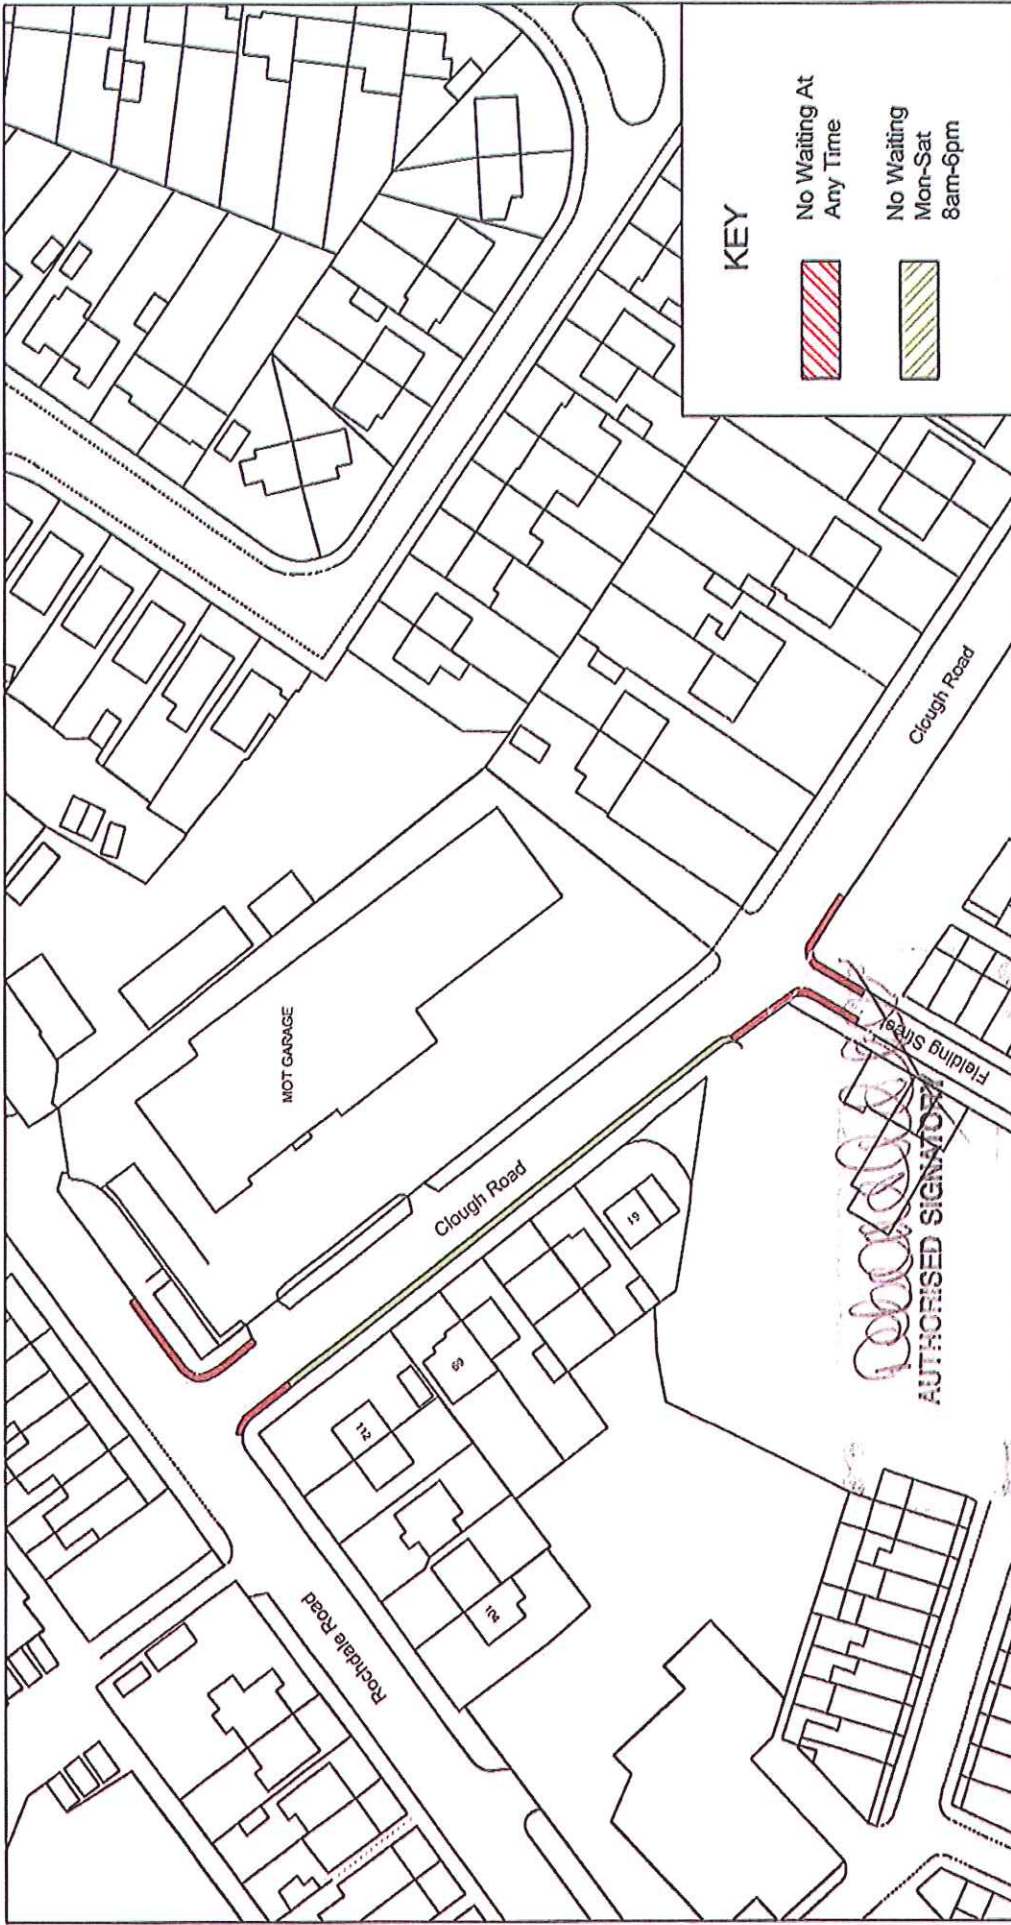 KEY
No Waiting At
Any Time
No Waiting
Mon-Sat
8am-6pm
MOT GARAGE
Clough Road
Clough Road
Rochdale Road
Fielding Street
112
69
61
104
AUTHORISED SIGNATORY